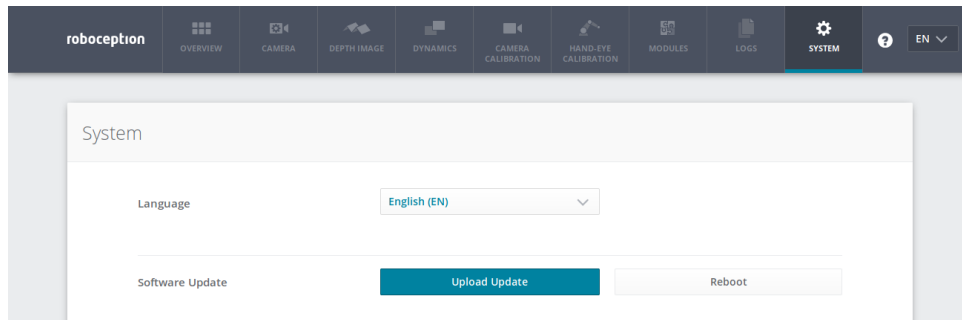 roboception
OVERVIEW
CAMERA
DEPTH IMAGE
DYNAMICS
CAMERA
CALIBRATION
HAND-EYE
CALIBRATION
MODULES
LOGS
SYSTEM
?
EN
System
Language
English (EN)
Software Update
Upload Update
Reboot